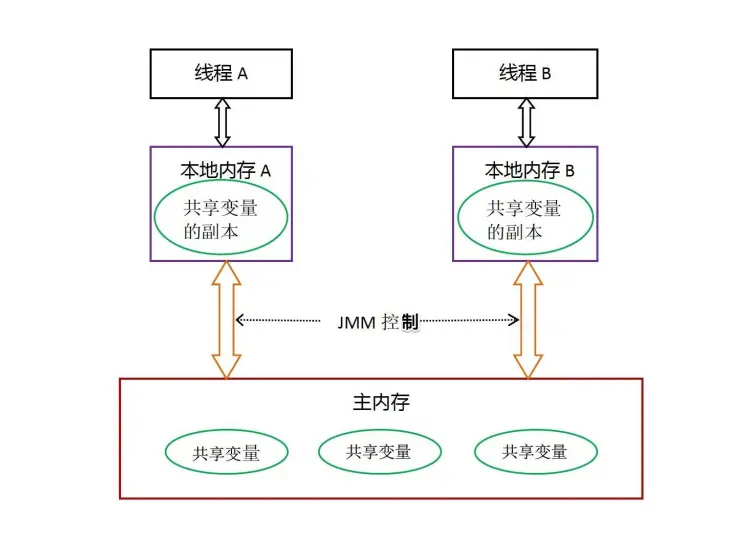 线程 A
线程 B
本地内存 A
本地内存 B
共享变量
的副本
共享变量
的副本
JMM 控制
主内存
共享变量
共享变量
共享变量